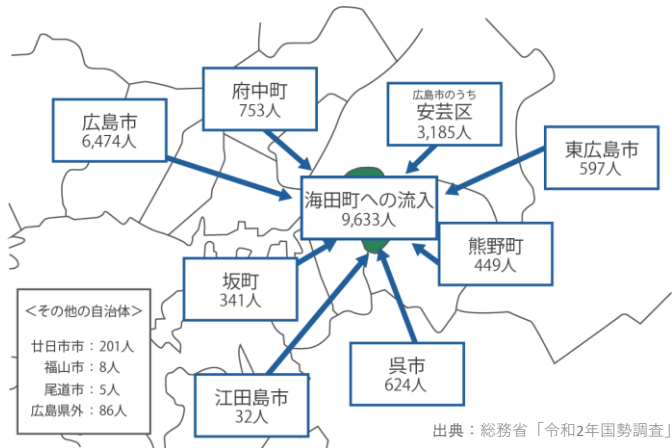 府中町
753人
広島市のうち
安芸区
3,185人
広島市
6,474人
東広島市
597人
海田町への流入
9,633人
熊野町
449人
坂町
341人
＜その他の自治体＞
廿日市市：201人
福山市：8人
尾道市：5人
広島県外：86人
呉市
624人
江田島市
32人
出典：総務省「令和2年国勢調査」